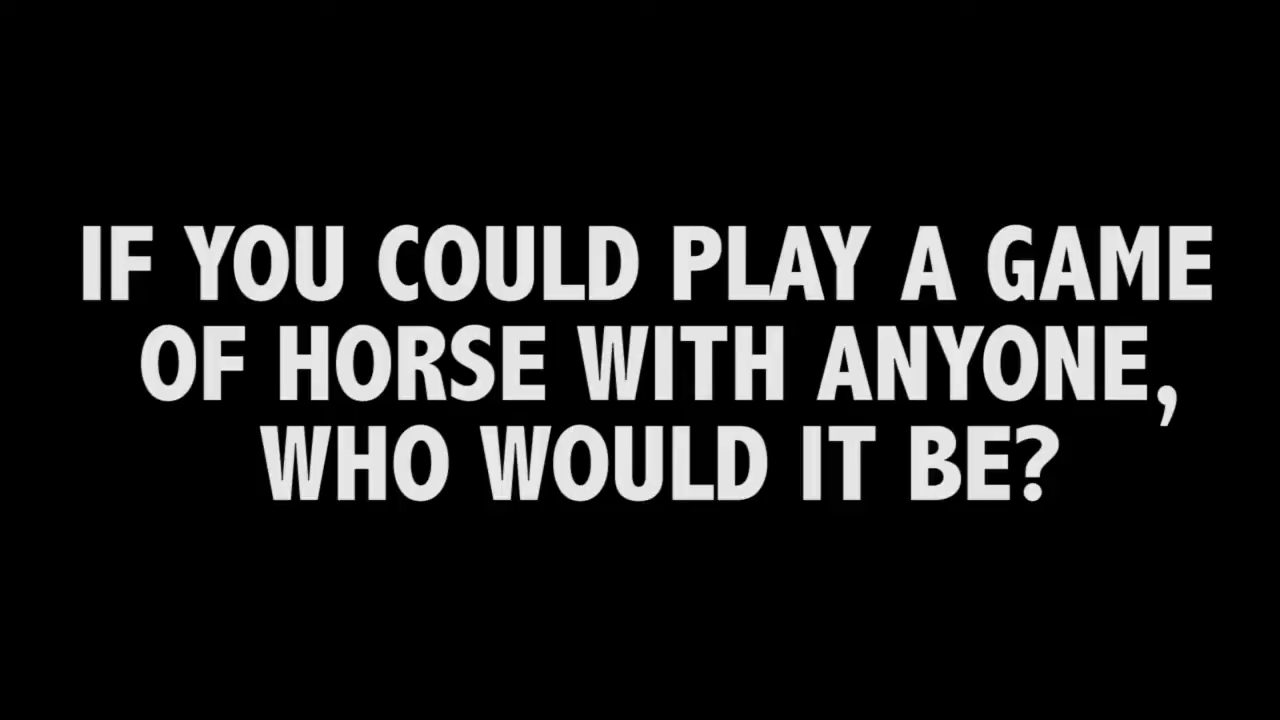 IF YOU COULD PLAY A GAME
OF HORSE WITH ANYONE,
WHO WOULD IT BE?